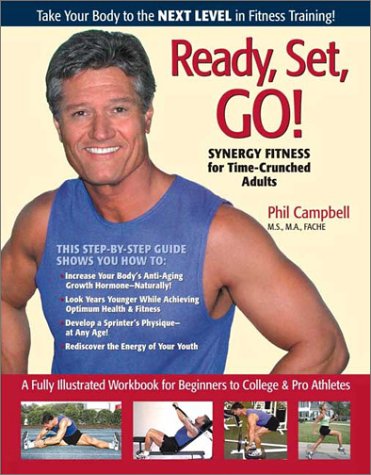 Take Your Body to the NEXT LEVEL in Fitness Training!
Ready, Set,
GO!
SYNERGY FITNESS
for Time-Crunched
Adults
Phil Campbell
M.S., M.A., FACHE
THIS STEP-BY-STEP GUIDE
SHOWS YOU HOW TO:
• Increase Your Body's Anti-Aging
Growth Hormone—Naturally!
• Look Years Younger While Achieving
Optimum Health & Fitness
• Develop a Sprinter's Physique—
at Any Age!
Rediscover the Energy of Your Youth
A Fully Illustrated Workbook for Beginners to College & Pro Athletes